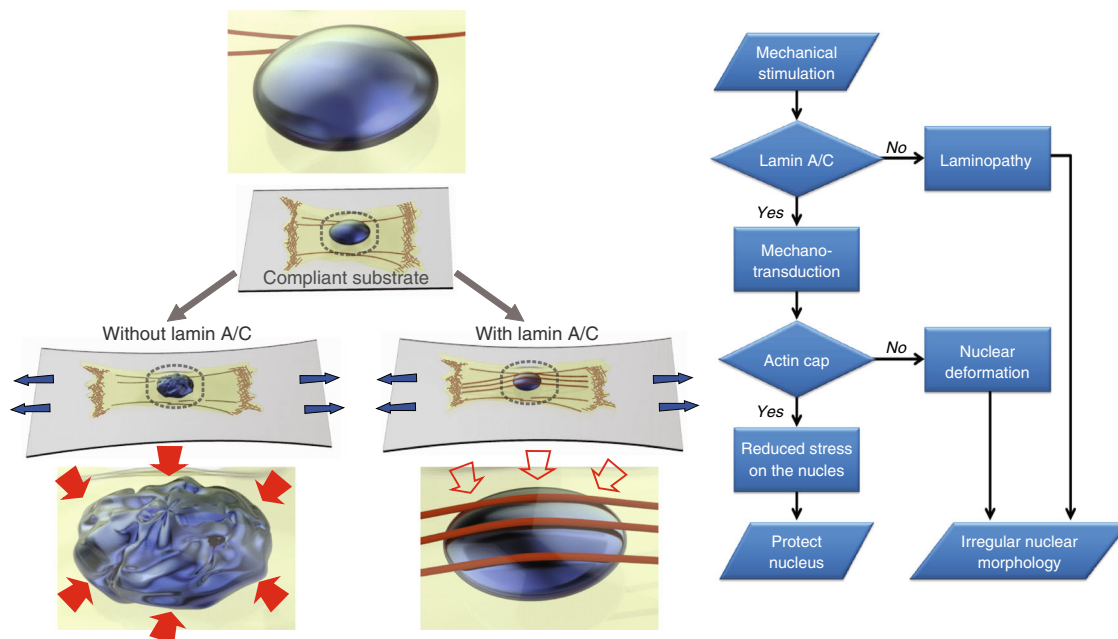 Compliant substrate
Without lamin A/C
With lamin A/C
Mechanical
stimulation
Lamin A/C
No
Laminopathy
Yes
Mechano-
transduction
Actin cap
No
Nuclear
deformation
Yes
Reduced stress
on the nucles
Protect
nucleus
Irregular nuclear
morphology